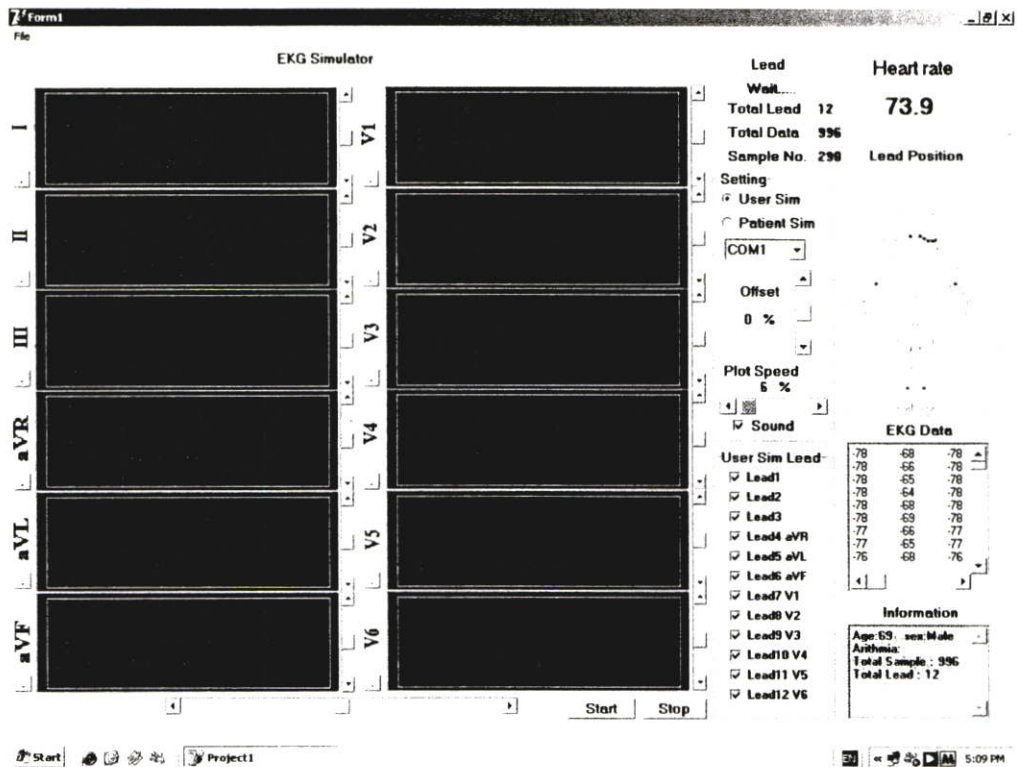 Form1
File
EKG Simulator
I
II
III
aVR
aVL
aVF
V1
V2
V3
V4
V5
V6
Lead
Wait.....
Total Lead 12
Total Data 996
Sample No. 290
Setting
User Sim
Patient Sim
COM1
Offset
0 %
Plot Speed
6 %
Sound
User Sim Lead
Lead1
Lead2
Lead3
Lead4 aVR
Lead5 aVL
Lead6 aVF
Lead7 V1
Lead8 V2
Lead9 V3
Lead10 V4
Lead11 V5
Lead12 V6
Heart rate
73.9
Lead Position
EKG Data
-78 -68 -78
-78 -66 -78
-78 -65 -78
-78 -64 -78
-78 -68 -78
-78 -69 -78
-77 -66 -77
-77 -65 -77
-76 -68 -76
Information
Age:69 sex:Male
Arithmia:
Total Sample : 996
Total Lead : 12
Start Stop
Start
Project1
EN
5:09 PM